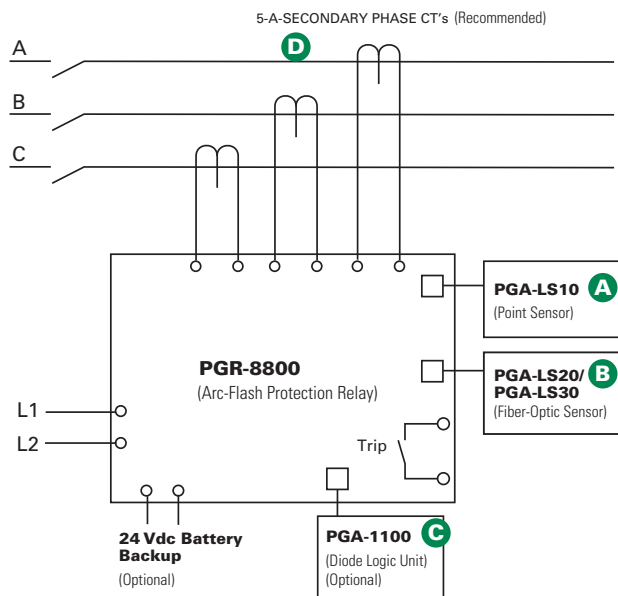 5-A-SECONDARY PHASE CT's (Recommended)
D
A
B
C
PGA-LS10 A
(Point Sensor)
PGR-8800
(Arc-Flash Protection Relay)
PGA-LS20/ B
PGA-LS30
(Fiber-Optic Sensor)
L1
L2
Trip
24 Vdc Battery
Backup
(Optional)
PGA-1100 C
(Diode Logic Unit)
(Optional)